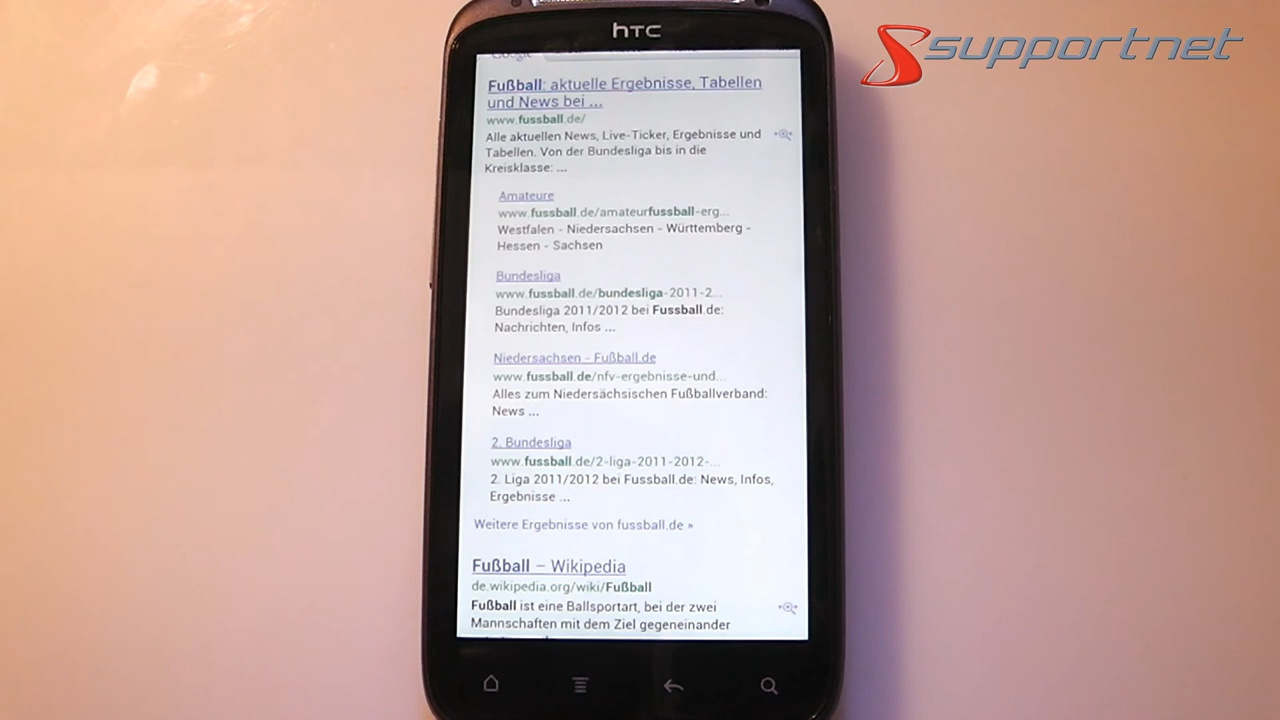 hTC
supportnet
Google
Fußball: aktuelle Ergebnisse, Tabellen
und News bei ...
www.fussball.de/
Alle aktuellen News, Live-Ticker, Ergebnisse und
Tabellen. Von der Bundesliga bis in die
Kreisklasse: ...
Amateure
www.fussball.de/amateurfussball-erg...
Westfalen - Niedersachsen - Württemberg -
Hessen - Sachsen
Bundesliga
www.fussball.de/bundesliga-2011-2...
Bundesliga 2011/2012 bei Fussball.de:
Nachrichten, Infos ...
Niedersachsen - Fußball.de
www.fussball.de/nfv-ergebnisse-und...
Alles zum Niedersächsischen Fußballverband:
News ...
2. Bundesliga
www.fussball.de/2-liga-2011-2012-...
2. Liga 2011/2012 bei Fussball.de: News, Infos,
Ergebnisse ...
Weitere Ergebnisse von fussball.de »
Fußball – Wikipedia
de.wikipedia.org/wiki/Fußball
Fußball ist eine Ballsportart, bei der zwei
Mannschaften mit dem Ziel gegeneinander